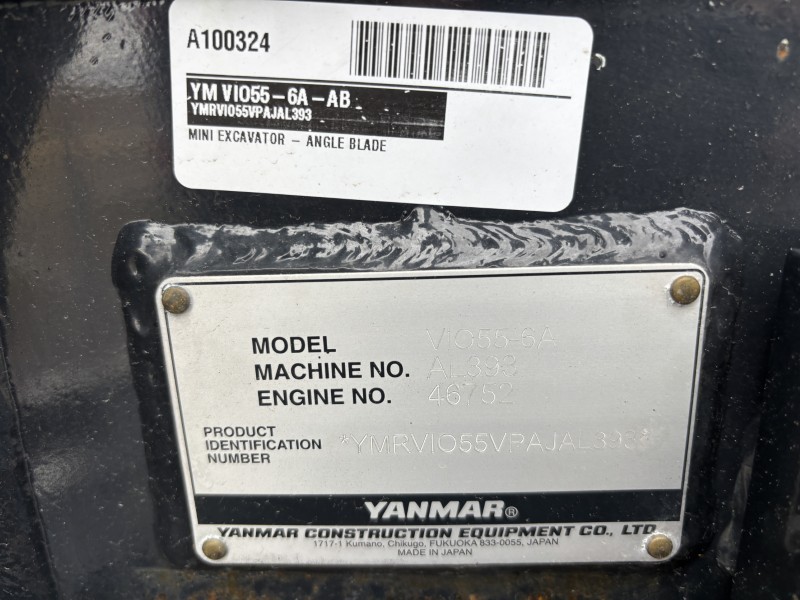 A100324
YM VIO55-6A-AB
YMRVIO55VPAJAL393
MINI EXCAVATOR - ANGLE BLADE
MODEL VIO55-6A
MACHINE NO. AL393
ENGINE NO. 46752
PRODUCT
IDENTIFICATION
NUMBER
*YMRVIO55VPAJAL393*
YANMAR®
YANMAR CONSTRUCTION EQUIPMENT CO., LTD.
1717-1 Kumano, Chikugo, FUKUOKA 833-0055, JAPAN
MADE IN JAPAN